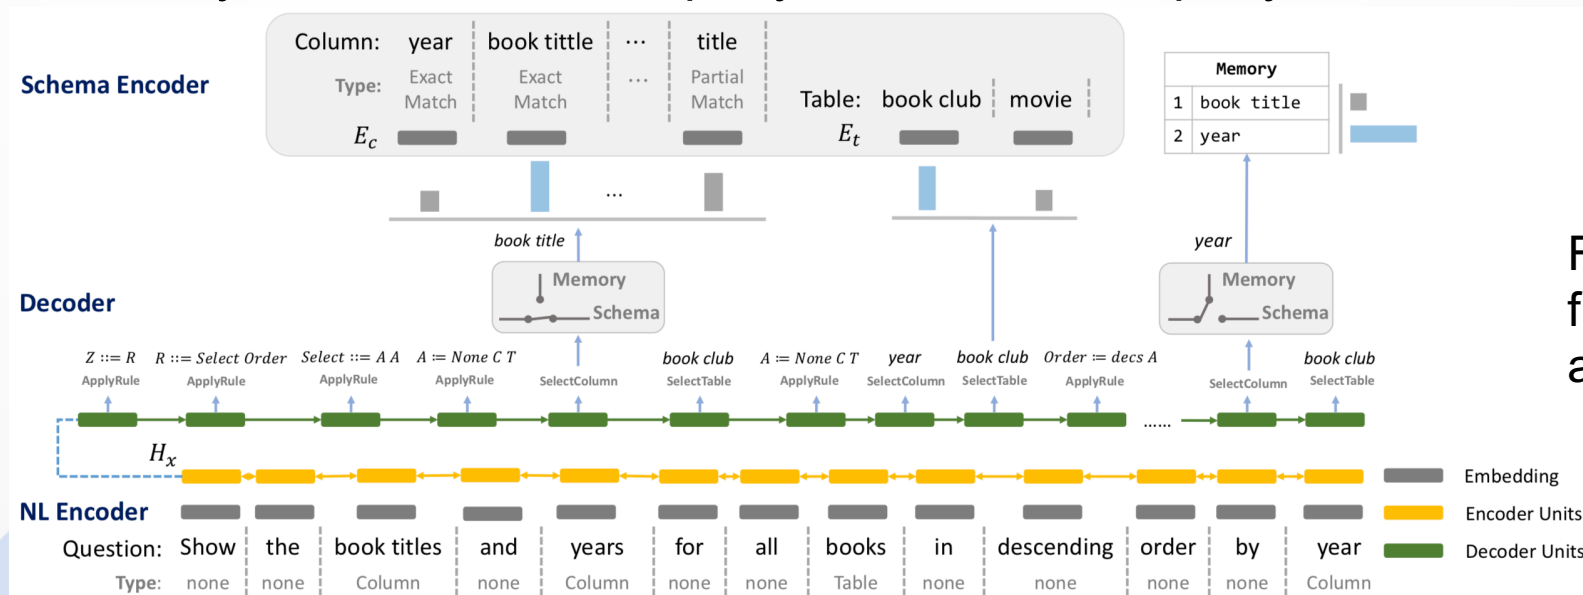 Column: year book tittle ... title
Type: Exact Match Exact Match ... Partial Match
Table: book club movie
E_c
E_t
Schema Encoder
Memory
1 book title
2 year
...
book title
year
Memory
Schema
Memory
Schema
Decoder
F
f
a
Z ::= R R ::= Select Order Select ::= A A A ::= None C T book club A ::= None C T year book club Order ::= decs A book club
ApplyRule ApplyRule ApplyRule ApplyRule SelectColumn SelectTable ApplyRule SelectColumn SelectTable ApplyRule SelectColumn SelectTable
......
H_x
NL Encoder
Embedding
Encoder Units
Decoder Units
Question: Show the book titles and years for all books in descending order by year
Type: none none Column none Column none none Table none none none none Column